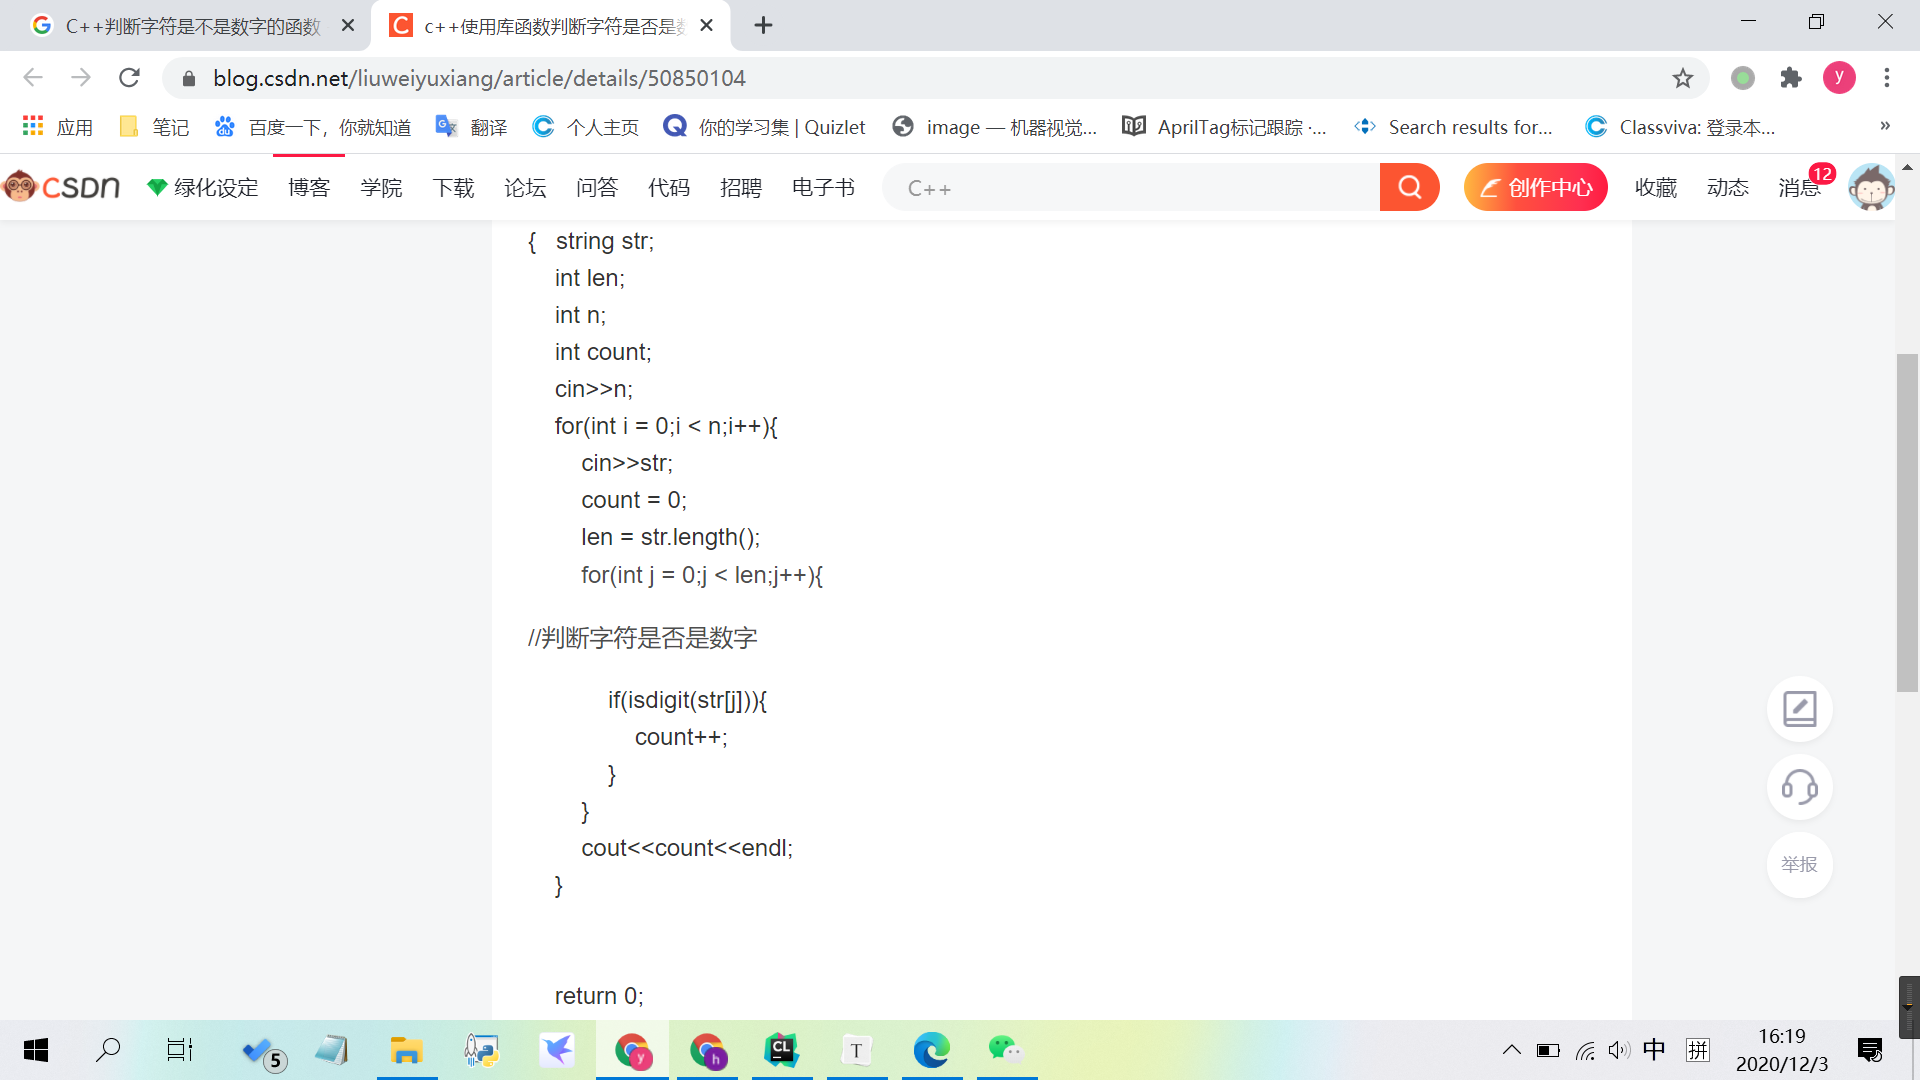 C++判断字符是不是数字的函数
c++使用库函数判断字符是否是数
blog.csdn.net/liuweiyuxiang/article/details/50850104
y
应用 笔记 百度一下，你就知道 翻译 个人主页 你的学习集 | Quizlet image — 机器视觉... AprilTag标记跟踪 ·... Search results for... Classviva: 登录本... »
CSDN 绿化设定 博客 学院 下载 论坛 问答 代码 招聘 电子书 C++ 创作中心 收藏 动态 消息 12
{ string str;
int len;
int n;
int count;
cin>>n;
for(int i = 0;i < n;i++){
cin>>str;
count = 0;
len = str.length();
for(int j = 0;j < len;j++){
//判断字符是否是数字
if(isdigit(str[j])){
count++;
}
}
cout<<count<<endl;
}
return 0;
举报
5 y h CL T 中 拼
16:19
2020/12/3